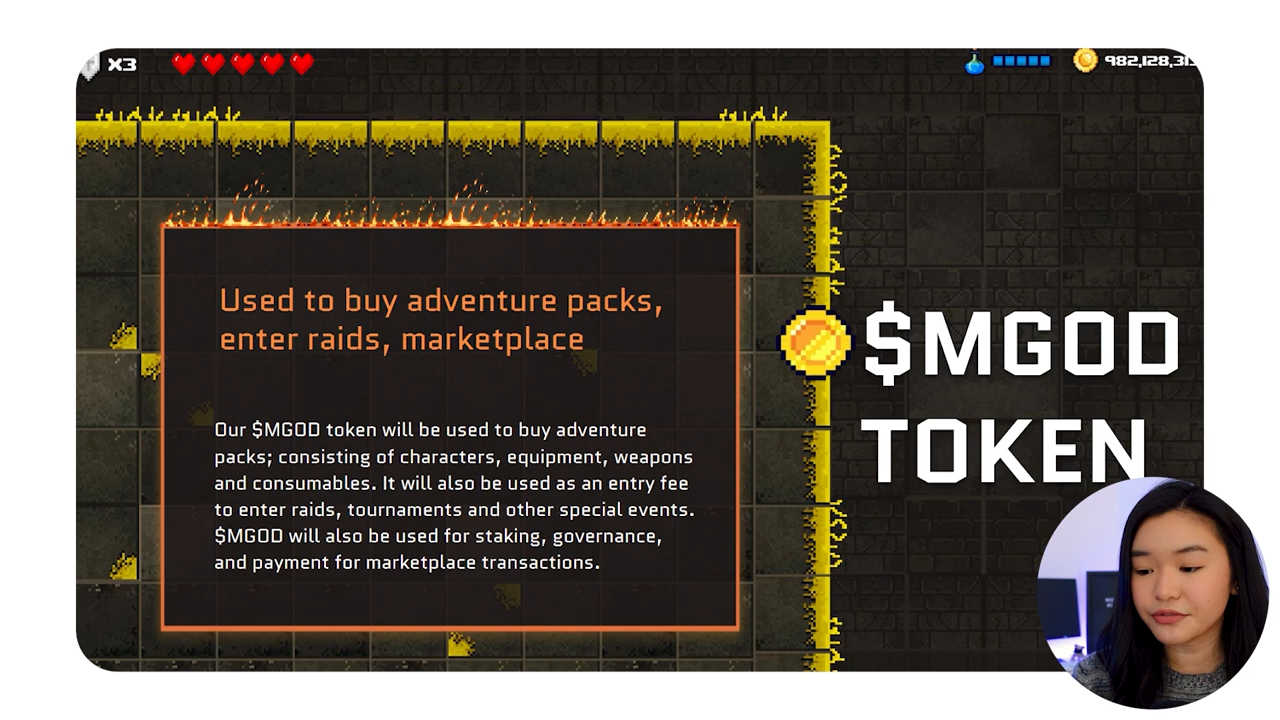 X3
982,128,31
$MGOD
TOKEN
Used to buy adventure packs,
enter raids, marketplace
Our $MGOD token will be used to buy adventure
packs; consisting of characters, equipment, weapons
and consumables. It will also be used as an entry fee
to enter raids, tournaments and other special events.
$MGOD will also be used for staking, governance,
and payment for marketplace transactions.